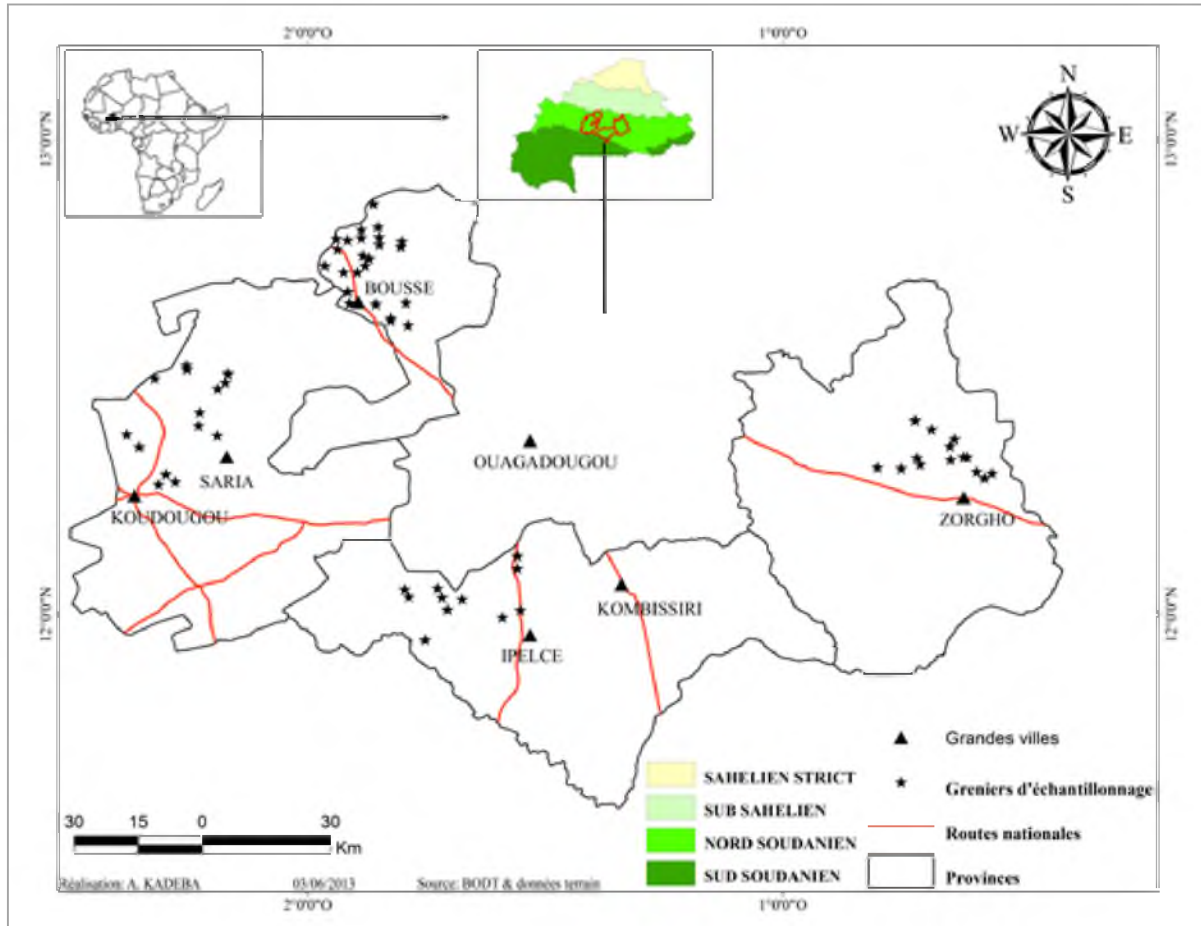 2°0'0"O 1°0'0"O
13°0'0"N
13°0'0"N
N
W E
S
BOUSSE
OUAGADOUGOU
SARIA
KOUDOUGOU
ZORGHO
KOMBISSIRI
IPELCE
12°0'0"N
12°0'0"N
Grandes villes
SAHELIEN STRICT
Greniers d'échantillonnage
SUB SAHELIEN
NORD SOUDANIEN
Routes nationales
SUD SOUDANIEN
Provinces
30 15 0 30
Km
Réalisation: A. KADEBA 03/06/2013 Source: BODT & données terrain
2°0'0"O 1°0'0"O